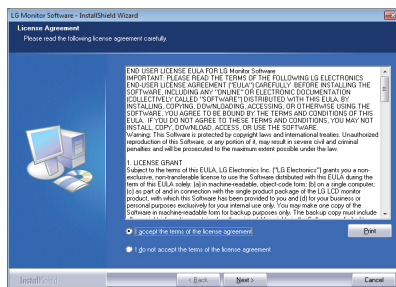 LG Monitor Software - InstallShield Wizard
License Agreement
Please read the following license agreement carefully.
END USER LICENSE EULA FOR LG Monitor Software
IMPORTANT: PLEASE READ THE TERMS OF THE FOLLOWING LG ELECTRONICS
END-USER LICENSE AGREEMENT ("EULA") CAREFULLY BEFORE INSTALLING THE
SOFTWARE, INCLUDING ANY "ONLINE" OR ELECTRONIC DOCUMENTATION
(COLLECTIVELY CALLED "SOFTWARE") DISTRIBUTED WITH THIS EULA. BY
INSTALLING, COPYING, DOWNLOADING, ACCESSING, OR OTHERWISE USING THE
SOFTWARE, YOU AGREE TO BE BOUND BY THE TERMS AND CONDITIONS OF THIS
EULA. IF YOU DO NOT AGREE TO THESE TERMS AND CONDITIONS, YOU MAY NOT
INSTALL, COPY, DOWNLOAD, ACCESS, OR USE THE SOFTWARE.
Warning: This Software is protected by copyright laws and international treaties. Unauthorized
reproduction of this Software, or any portion of it, may result in severe civil and criminal
penalties and will be prosecuted to the maximum extent possible under the law.
1. LICENSE GRANT
Subject to the terms of this EULA, LG Electronics Inc. ("LG Electronics") grants you a non-
exclusive, non-transferable license to use the Software distributed with this EULA during the
term of this EULA solely: (a) in machine-readable, object-code form; (b) on a single computer;
(c) as part of and in connection with the single product package of the LG LCD monitor
product, with which this Software has been provided to you and (d) for your business or
personal purposes exclusively for your internal use only. You may make one copy of the
Software in machine-readable form for backup purposes only. The backup copy must include
I accept the terms of the license agreement
Print
I do not accept the terms of the license agreement
InstallShield
< Back
Next >
Cancel